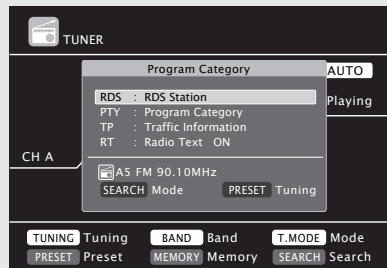 TUNER
Program Category
AUTO
RDS : RDS Station
Playing
PTY : Program Category
TP : Traffic Information
RT : Radio Text ON
CH A
A5 FM 90.10MHz
SEARCH Mode PRESET Tuning
TUNING Tuning BAND Band T.MODE Mode
PRESET Preset MEMORY Memory SEARCH Search